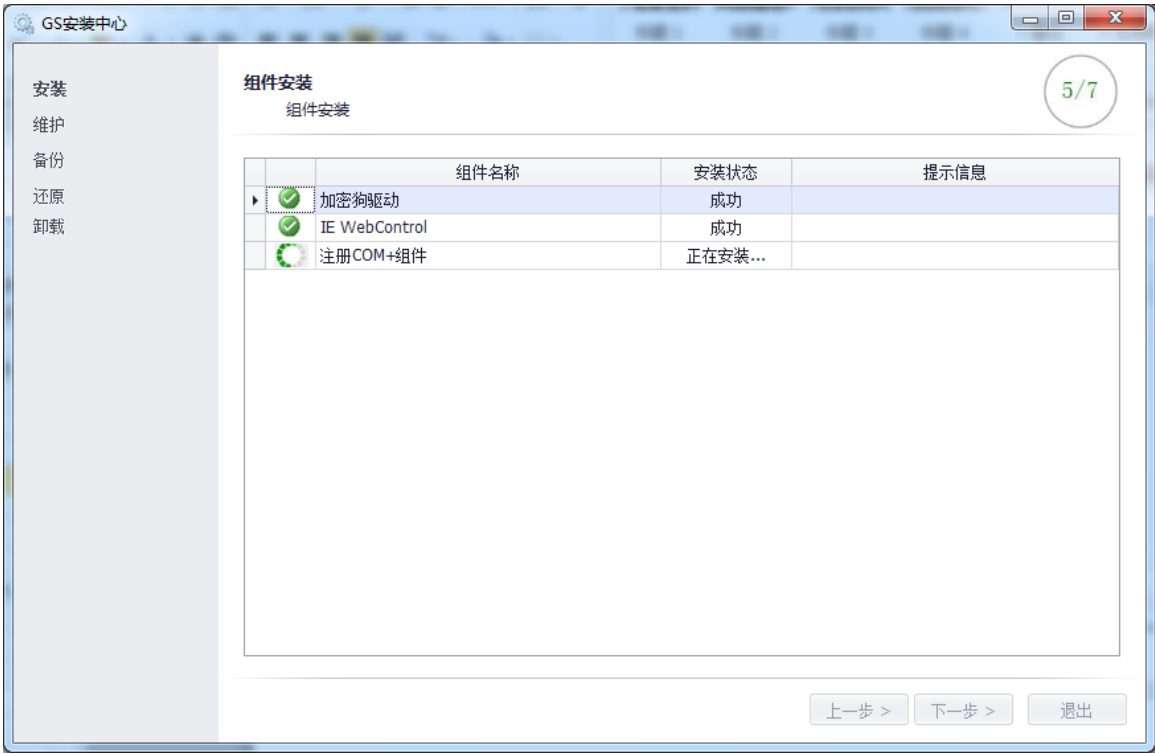 GS安装中心
安装
维护
备份
还原
卸载
组件安装
组件安装
5/7
组件名称 安装状态 提示信息
加密狗驱动 成功
IE WebControl 成功
注册COM+组件 正在安装...
上一步 > 下一步 > 退出